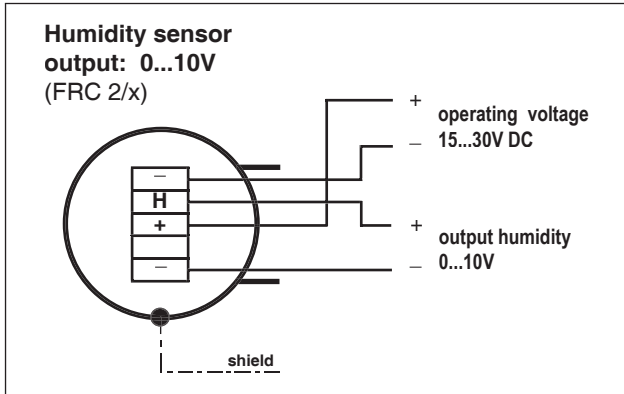 Humidity sensor
output: 0...10V
(FRC 2/x)
+
operating voltage
–
15...30V DC
–
H
+
+
output humidity
–
–
0...10V
shield